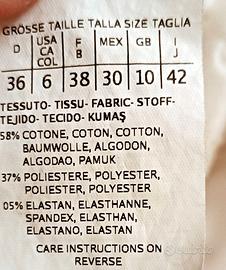 GRÖSSE TAILLE TALLA SIZE TAGLIA
D USA CA COL F B MEX GB I J
36 6 38 30 10 42
TESSUTO- TISSU- FABRIC- STOFF-
TEJIDO- TECIDO- KUMAŞ
58% COTONE, COTON, COTTON,
BAUMWOLLE, ALGODON,
ALGODAO, PAMUK
37% POLIESTERE, POLYESTER,
POLIESTER, POLYESTER
05% ELASTAN, ELASTHANNE,
SPANDEX, ELASTHAN,
ELASTANO, ELASTAN
CARE INSTRUCTIONS ON
REVERSE